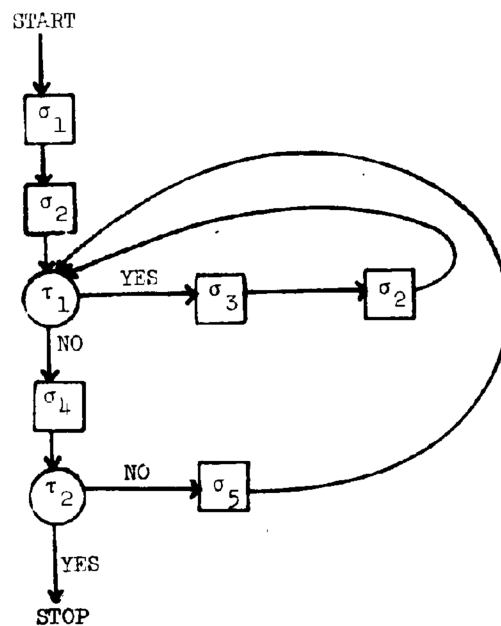 START
σ1
σ2
τ1 YES σ3 σ2
NO
σ4
τ2 NO σ5
YES
STOP